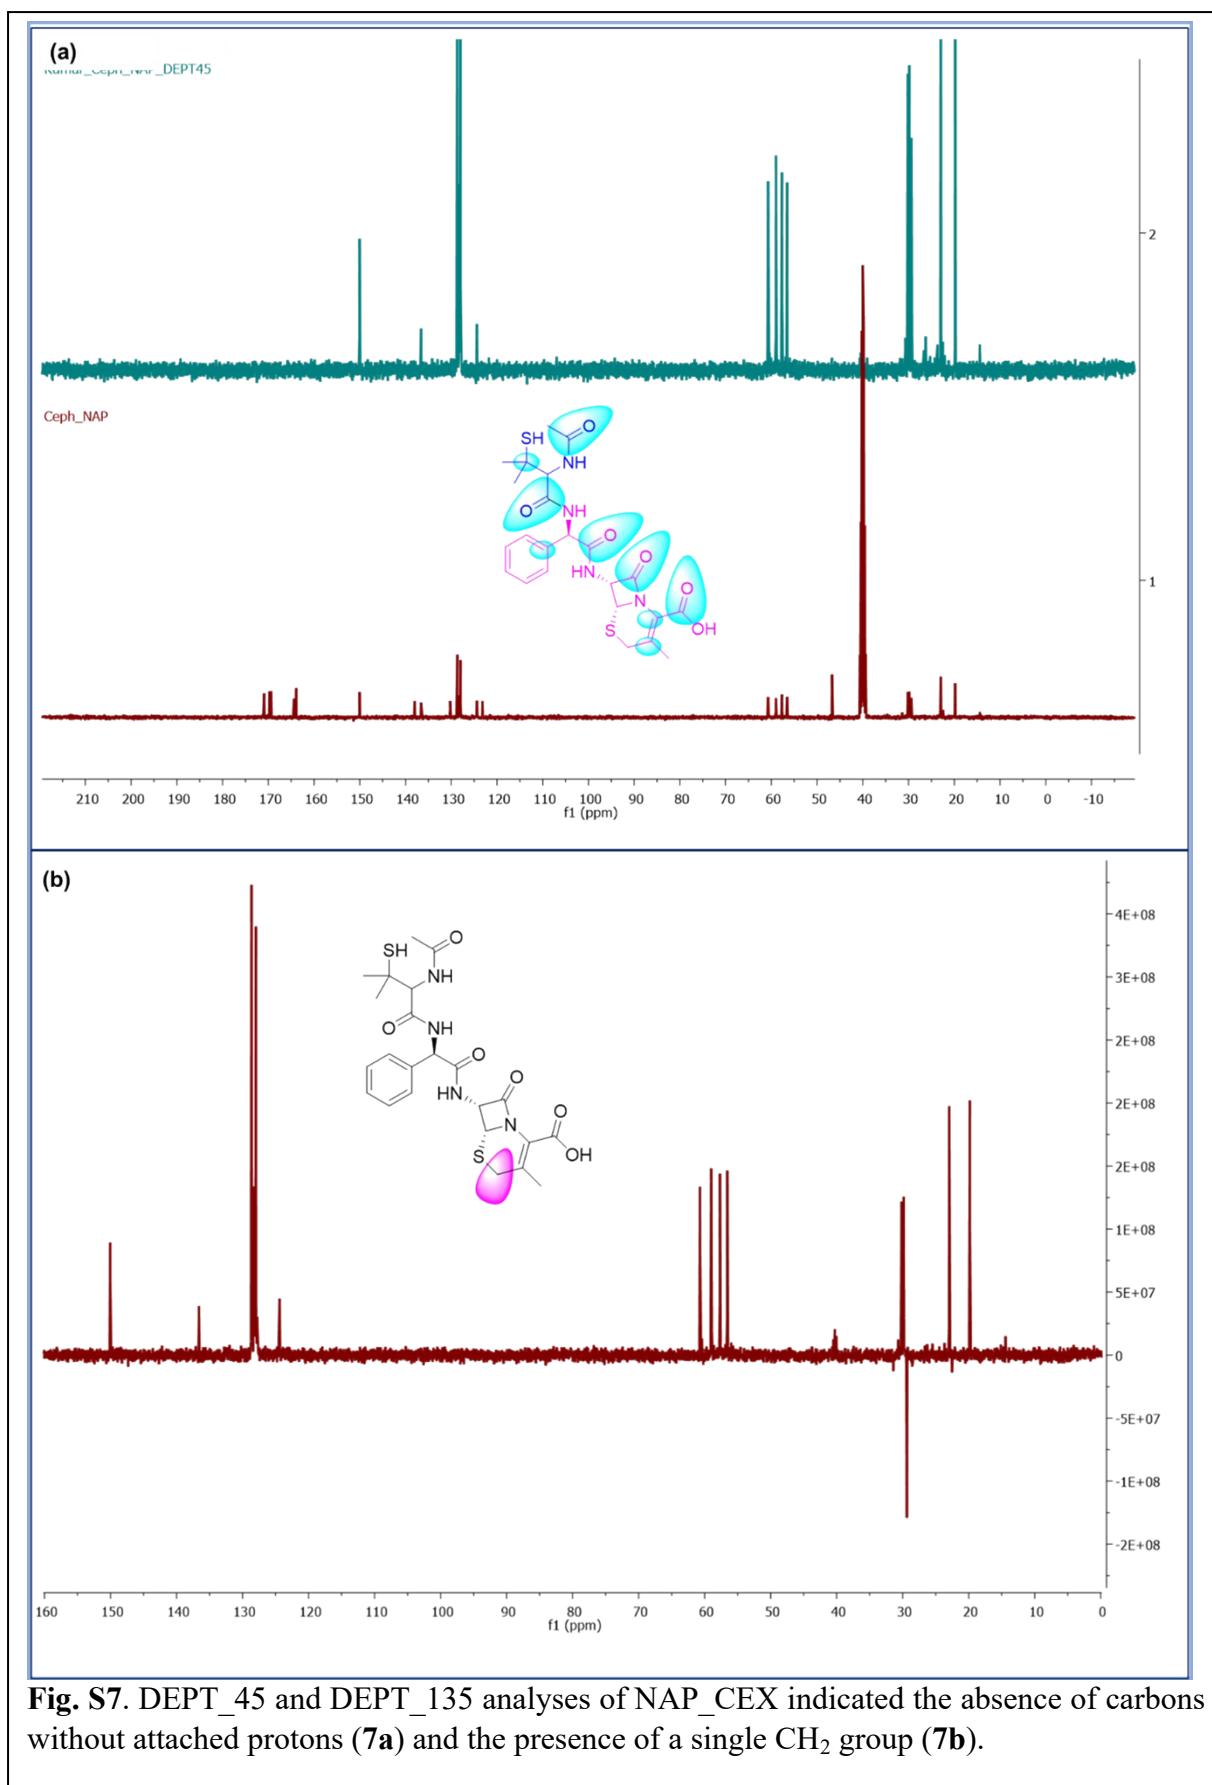 (a)
Kumar_Ceph_NAP_DEPT45
2
Ceph_NAP
SH
O
NH
O
NH
O
HN
O
N
O
S
OH
1
210 200 190 180 170 160 150 140 130 120 110 100 90 80 70 60 50 40 30 20 10 0 -10
f1 (ppm)
(b)
4E+08
SH
O
NH
3E+08
O
NH
2E+08
O
HN
O
2E+08
N
O
S
OH
2E+08
1E+08
5E+07
0
-5E+07
-1E+08
-2E+08
160 150 140 130 120 110 100 90 80 70 60 50 40 30 20 10 0
f1 (ppm)
Fig. S7. DEPT_45 and DEPT_135 analyses of NAP_CEX indicated the absence of carbons
without attached protons (7a) and the presence of a single CH₂ group (7b).